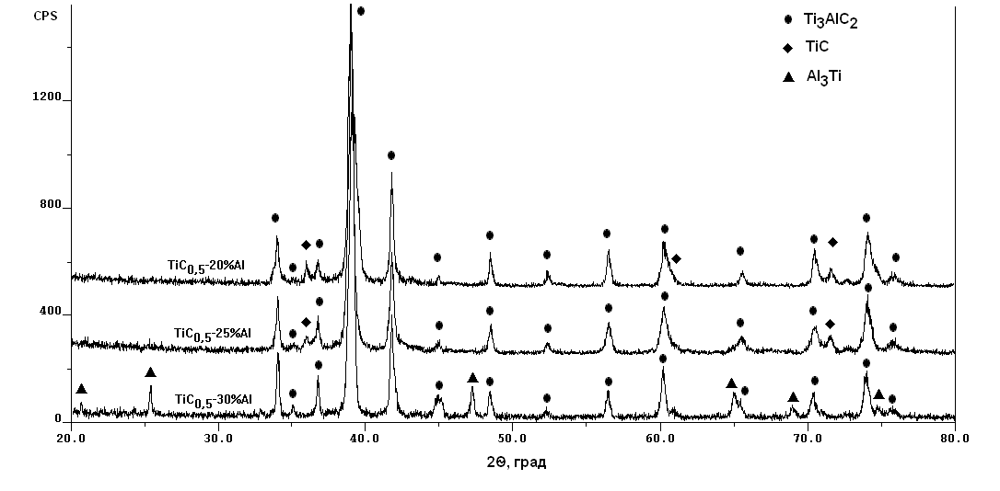 CPS
Ti3AlC2
TiC
Al3Ti
1200
800
TiC0,5-20%Al
400
TiC0,5-25%Al
TiC0,5-30%Al
0
20.0 30.0 40.0 50.0 60.0 70.0 80.0
2Θ, град